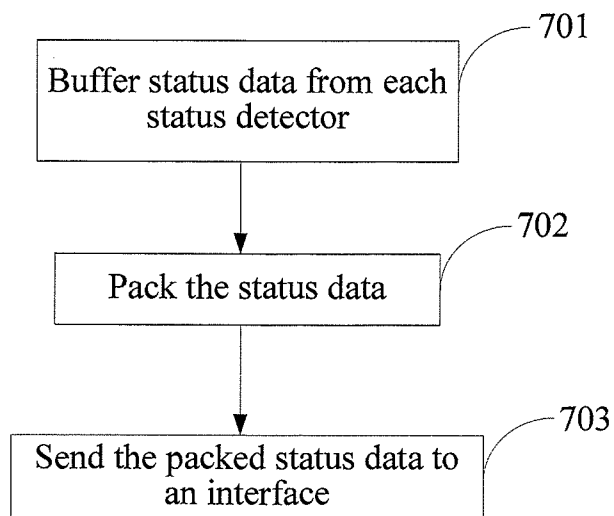 701
Buffer status data from each
status detector
702
Pack the status data
703
Send the packed status data to
an interface